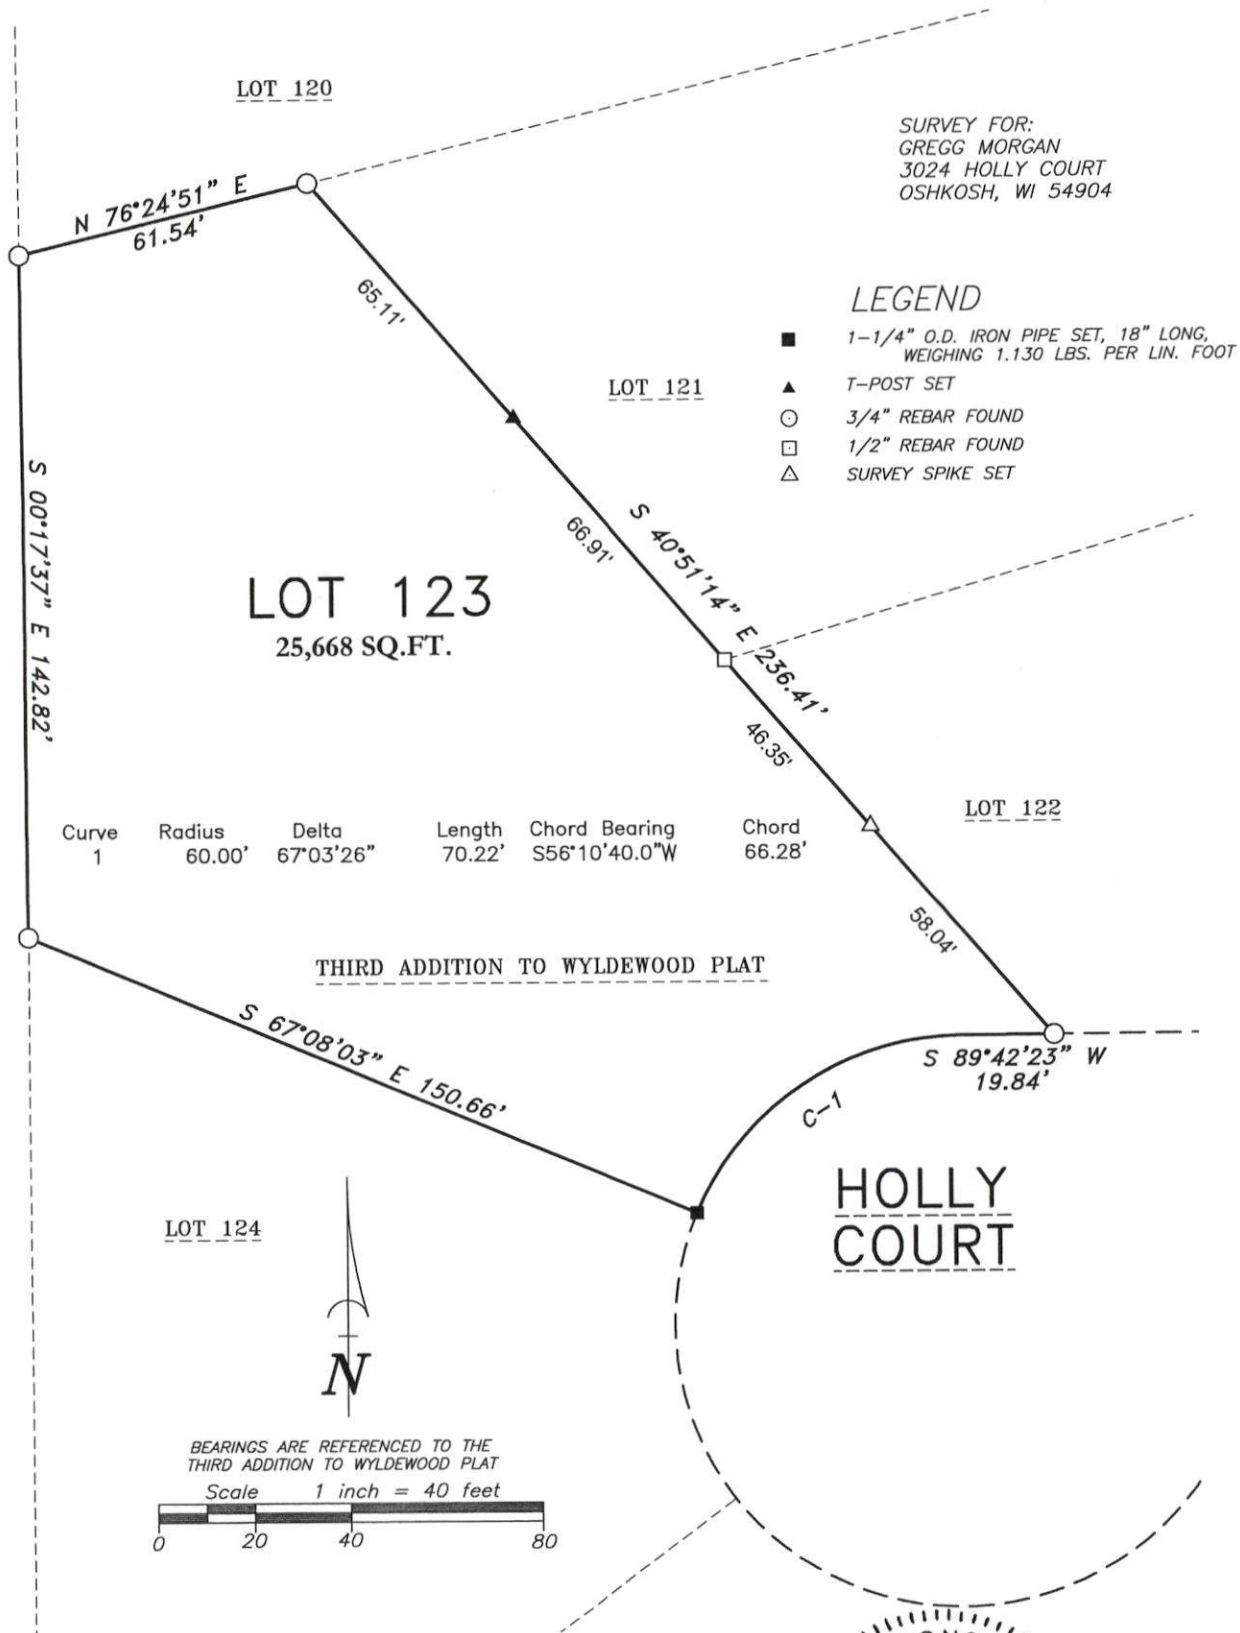 LOT 120
SURVEY FOR:
GREGG MORGAN
3024 HOLLY COURT
OSHKOSH, WI 54904
N 76°24'51" E
61.54'
65.11'
LEGEND
1-1/4" O.D. IRON PIPE SET, 18" LONG,
WEIGHING 1.130 LBS. PER LIN. FOOT
T-POST SET
3/4" REBAR FOUND
1/2" REBAR FOUND
SURVEY SPIKE SET
LOT 121
S 00°17'37" E 142.82'
66.91'
S 40°51'14" E 236.41'
LOT 123
25,668 SQ.FT.
46.35'
LOT 122
Curve Radius Delta Length Chord Bearing Chord
1 60.00' 67°03'26" 70.22' S56°10'40.0"W 66.28'
58.04'
THIRD ADDITION TO WYLDEWOOD PLAT
S 67°08'03" E 150.66'
S 89°42'23" W
19.84'
C-1
HOLLY
COURT
LOT 124
N
BEARINGS ARE REFERENCED TO THE
THIRD ADDITION TO WYLDEWOOD PLAT
Scale 1 inch = 40 feet
0 20 40 80